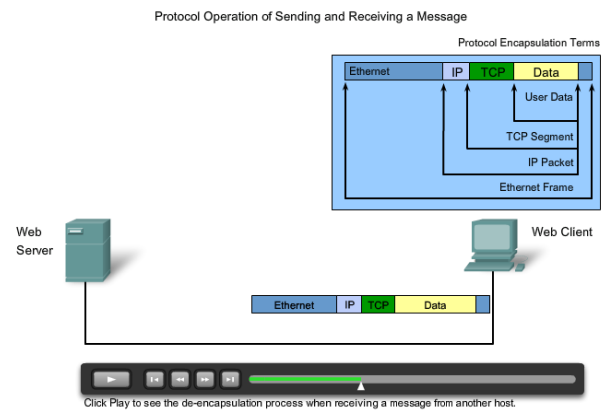 Protocol Operation of Sending and Receiving a Message
Protocol Encapsulation Terms
Ethernet IP TCP Data
User Data
TCP Segment
IP Packet
Ethernet Frame
Web
Server
Web Client
Ethernet IP TCP Data
Click Play to see the de-encapsulation process when receiving a message from another host.